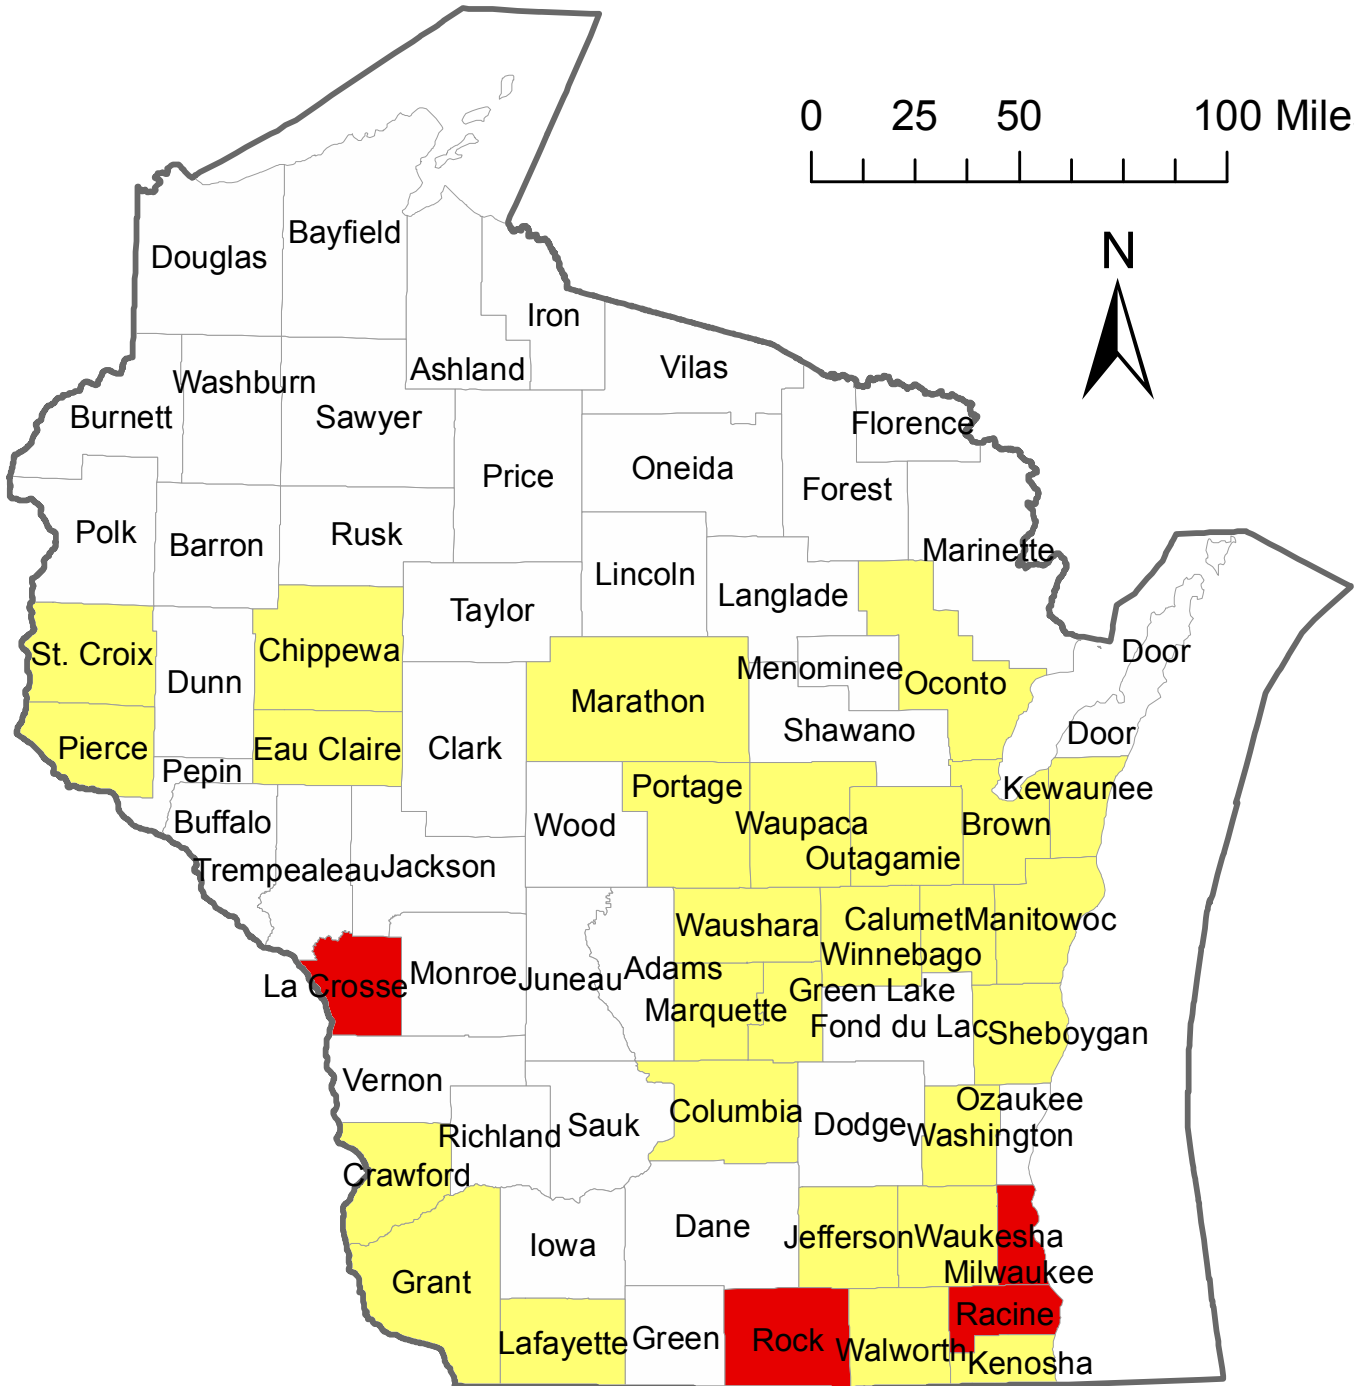 0 25 50 100 Mile
N
Bayfield
Douglas
Iron
Ashland
Vilas
Washburn
Burnett
Sawyer
Florence
Price
Oneida
Forest
Polk
Barron
Rusk
Marinette
Lincoln
Langlade
Taylor
St. Croix
Chippewa
Door
Dunn
Menominee
Oconto
Marathon
Shawano
Door
Pierce
Eau Claire
Clark
Pepin
Portage
Kewaunee
Buffalo
Wood
Waupaca
Brown
Outagamie
Trempealeau
Jackson
Waushara
Calumet
Manitowoc
Winnebago
La Crosse
Monroe
Juneau
Adams
Marquette
Green Lake
Fond du Lac
Sheboygan
Vernon
Columbia
Ozaukee
Richland
Sauk
Dodge
Washington
Crawford
Dane
Jefferson
Waukesha
Iowa
Milwaukee
Grant
Racine
Lafayette
Green
Rock
Walworth
Kenosha